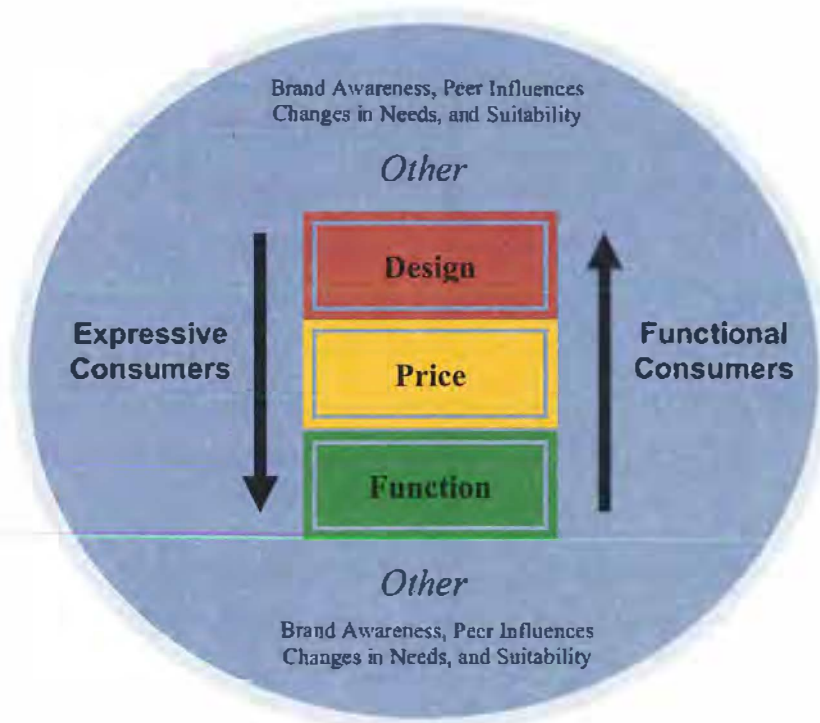 Brand Awareness, Peer Influences
Changes in Needs, and Suitability
Other
Design
Expressive
Consumers
Price
Functional
Consumers
Function
Other
Brand Awareness, Peer Influences
Changes in Needs, and Suitability